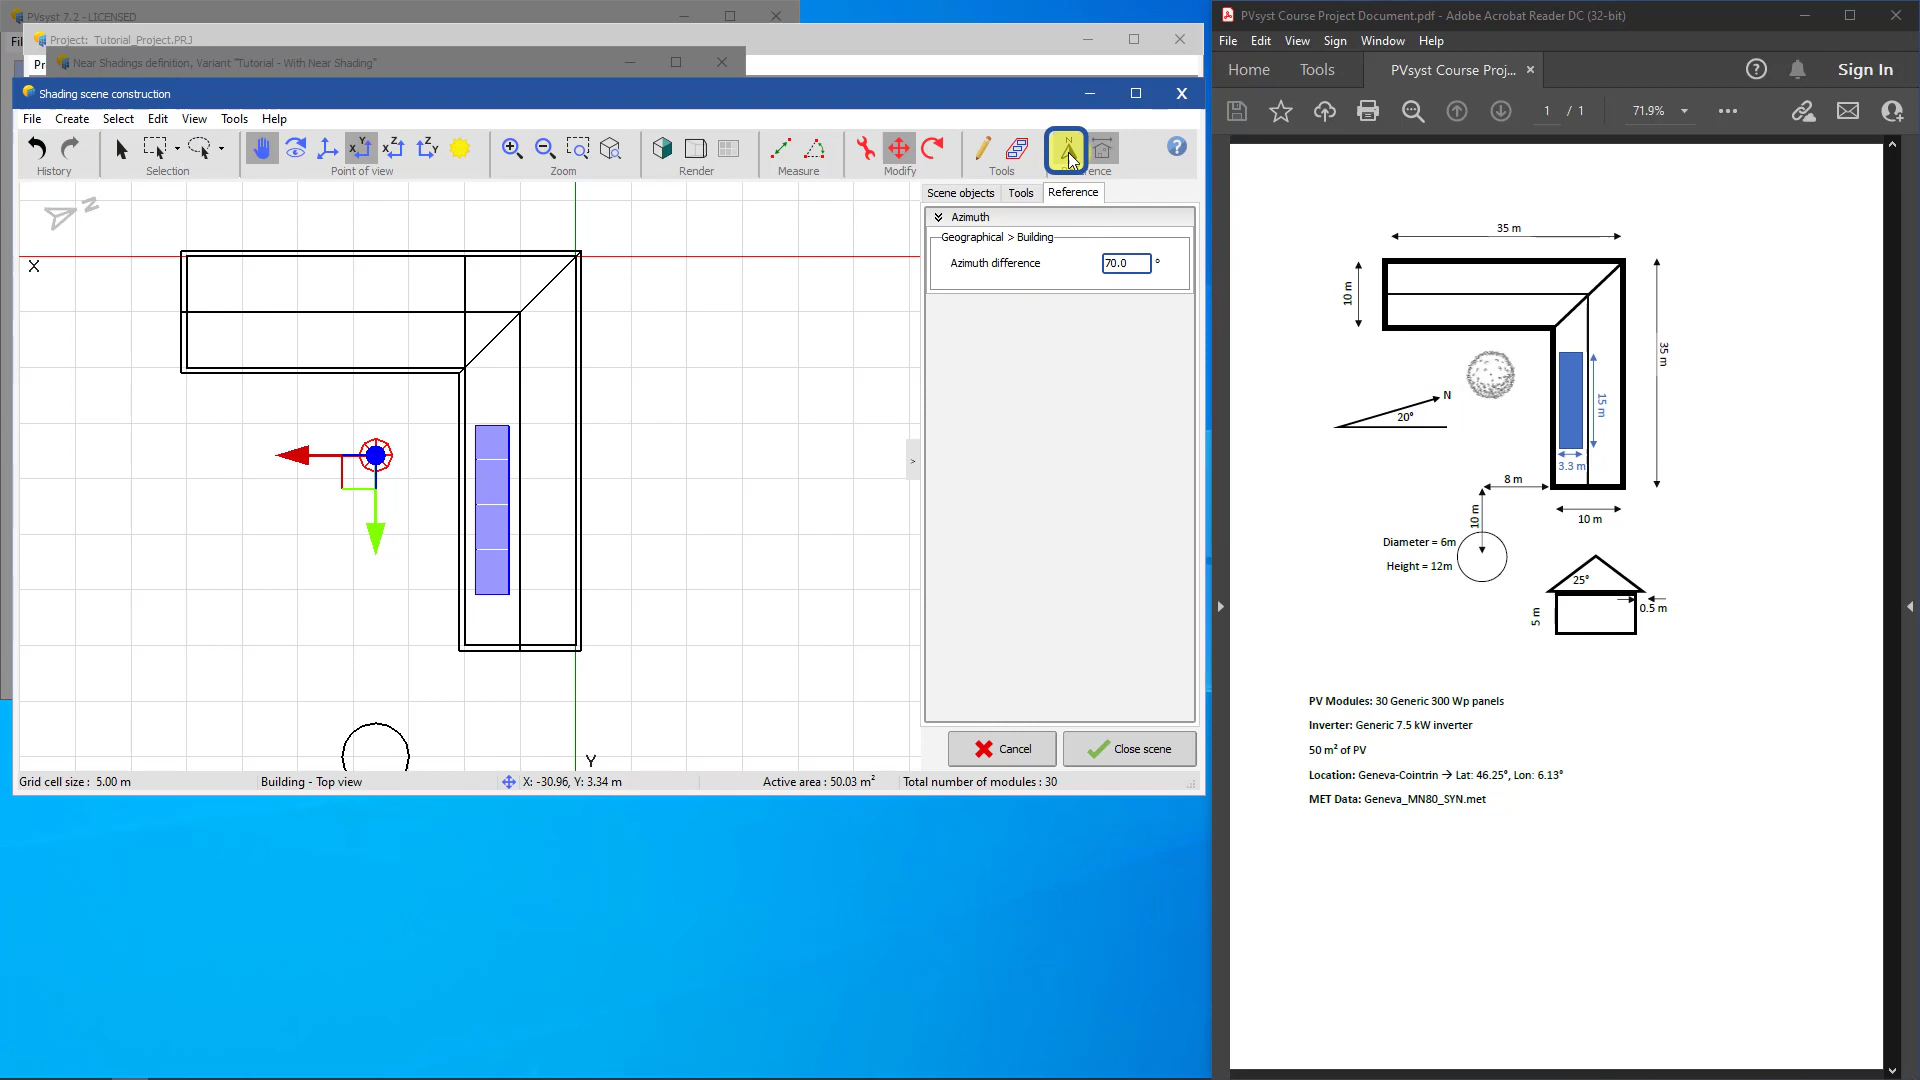 PVsyst 7.2 - LICENSED
Fil
Project: Tutorial_Project.PRJ
Pr
Near Shadings definition, Variant "Tutorial - With Near Shading"
Shading scene construction
File Create Select Edit View Tools Help
History Selection Point of view Zoom Render Measure Modify Tools
Scene objects Tools Reference
Azimuth
Geographical > Building
Azimuth difference 70.0 °
N
X
Y
>
Cancel Close scene
Grid cell size : 5.00 m Building - Top view X: -30.96, Y: 3.34 m Active area : 50.03 m² Total number of modules : 30
PVsyst Course Project Document.pdf - Adobe Acrobat Reader DC (32-bit)
File Edit View Sign Window Help
Home Tools PVsyst Course Proj... Sign In
1 / 1 71.9%
35 m
10 m
35 m
N
20°
15 m
3.3 m
8 m
10 m
10 m
Diameter = 6m
Height = 12m
25°
0.5 m
5 m
PV Modules: 30 Generic 300 Wp panels
Inverter: Generic 7.5 kW inverter
50 m² of PV
Location: Geneva-Cointrin → Lat: 46.25°, Lon: 6.13°
MET Data: Geneva_MN80_SYN.met